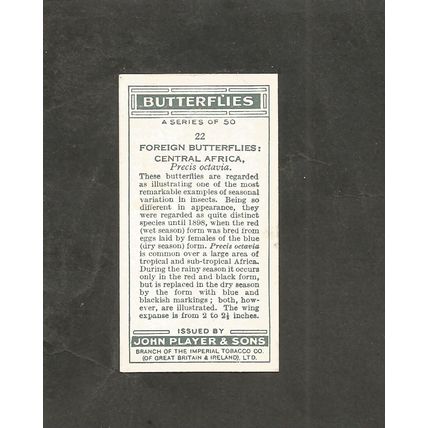 BUTTERFLIES
A SERIES OF 50
22
FOREIGN BUTTERFLIES:
CENTRAL AFRICA,
Precis octavia.
These butterflies are regarded
as illustrating one of the most
remarkable examples of seasonal
variation in insects. Being so
different in appearance, they
were regarded as quite distinct
species until 1898, when the red
(wet season) form was bred from
eggs laid by females of the blue
(dry season) form. Precis octavia
is common over a large area of
tropical and sub-tropical Africa.
During the rainy season it occurs
only in the red and black form,
but is replaced in the dry season
by the form with blue and
blackish markings; both, how-
ever, are illustrated. The wing
expanse is from 2 to 2½ inches.
ISSUED BY
JOHN PLAYER & SONS
BRANCH OF THE IMPERIAL TOBACCO CO.
(OF GREAT BRITAIN & IRELAND), LTD.